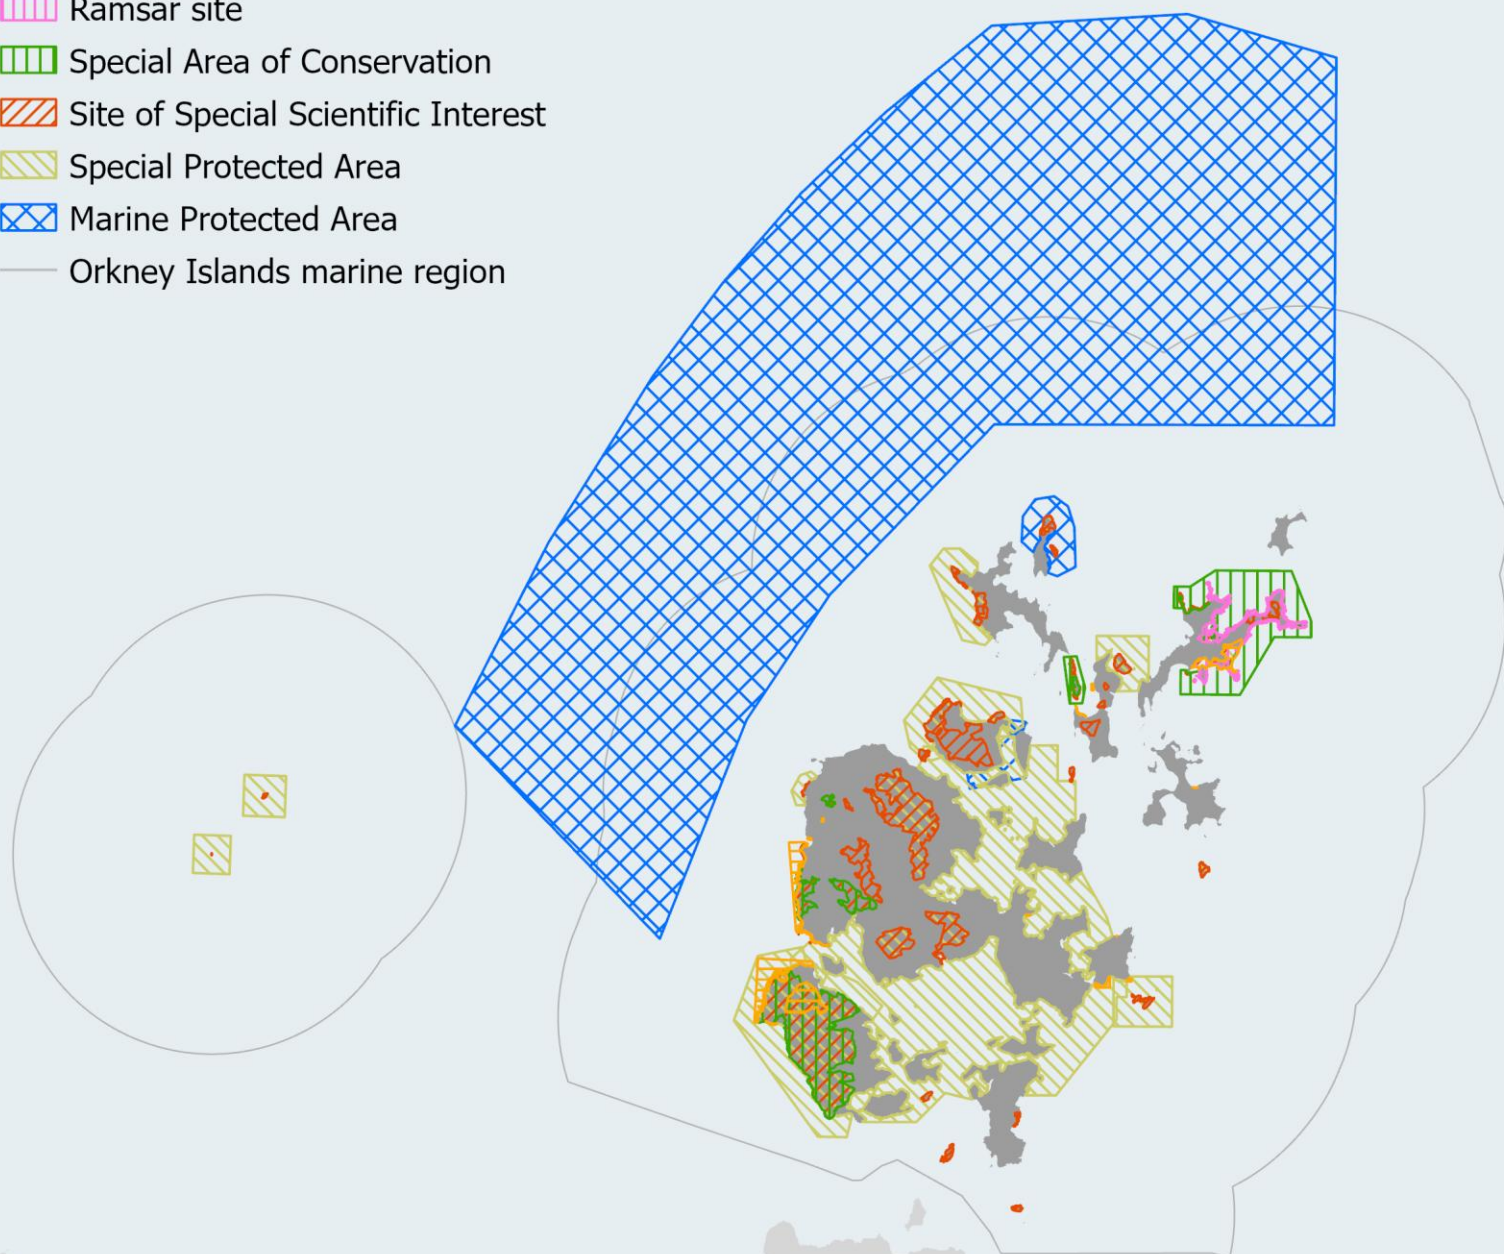 Ramsar site
Special Area of Conservation
Site of Special Scientific Interest
Special Protected Area
Marine Protected Area
Orkney Islands marine region